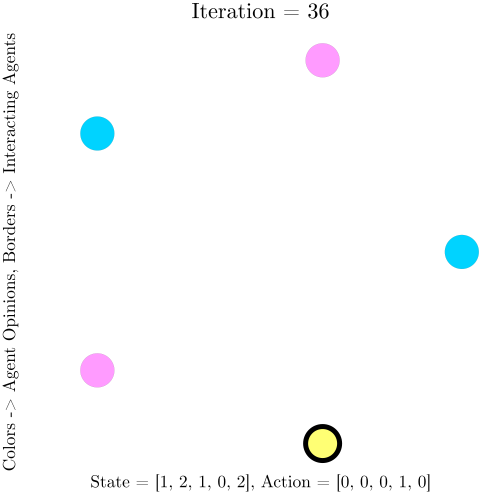 Iteration = 36
Colors -> Agent Opinions, Borders -> Interacting Agents
State = [1, 2, 1, 0, 2], Action = [0, 0, 0, 1, 0]